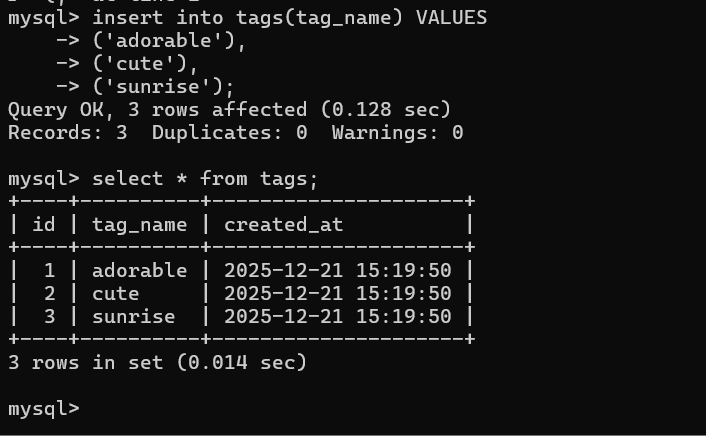 mysql> insert into tags(tag_name) VALUES
    -> ('adorable'),
    -> ('cute'),
    -> ('sunrise');
Query OK, 3 rows affected (0.128 sec)
Records: 3  Duplicates: 0  Warnings: 0

mysql> select * from tags;
+----+----------+---------------------+
| id | tag_name | created_at          |
+----+----------+---------------------+
|  1 | adorable | 2025-12-21 15:19:50 |
|  2 | cute     | 2025-12-21 15:19:50 |
|  3 | sunrise  | 2025-12-21 15:19:50 |
+----+----------+---------------------+
3 rows in set (0.014 sec)

mysql>